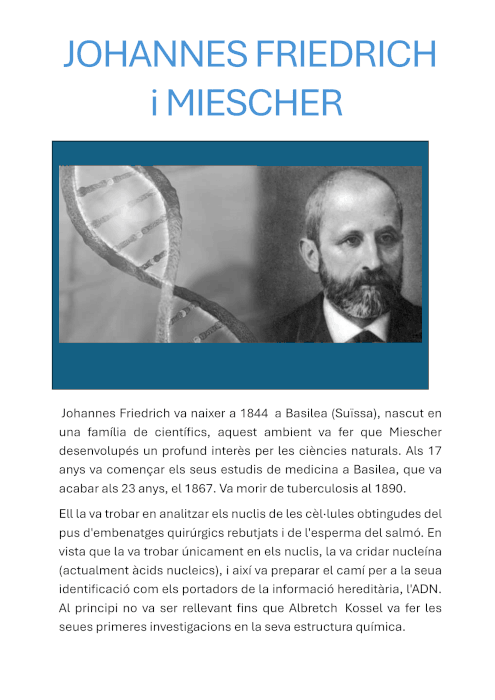 JOHANNES FRIEDRICH
i MIESCHER
Johannes Friedrich va naixer a 1844 a Basilea (Suïssa), nascut en
una família de científics, aquest ambient va fer que Miescher
desenvolupés un profund interès per les ciències naturals. Als 17
anys va començar els seus estudis de medicina a Basilea, que va
acabar als 23 anys, el 1867. Va morir de tuberculosis al 1890.
Ell la va trobar en analitzar els nuclis de les cèl·lules obtingudes del
pus d'embenatges quirúrgics rebutjats i de l'esperma del salmó. En
vista que la va trobar únicament en els nuclis, la va cridar nucleína
(actualment àcids nucleics), i així va preparar el camí per a la seua
identificació com els portadors de la informació hereditària, l'ADN.
Al principi no va ser rellevant fins que Albretch Kossel va fer les
seues primeres investigacions en la seva estructura química.